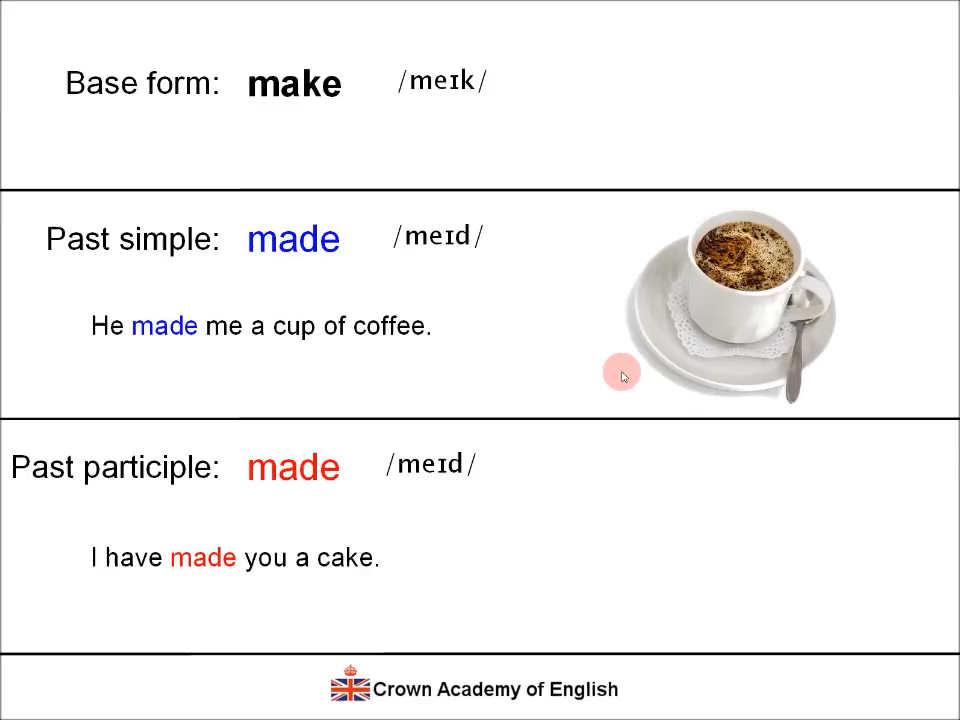 Base form: make /meɪk/
Past simple: made /meɪd/
He made me a cup of coffee.
Past participle: made /meɪd/
I have made you a cake.
Crown Academy of English